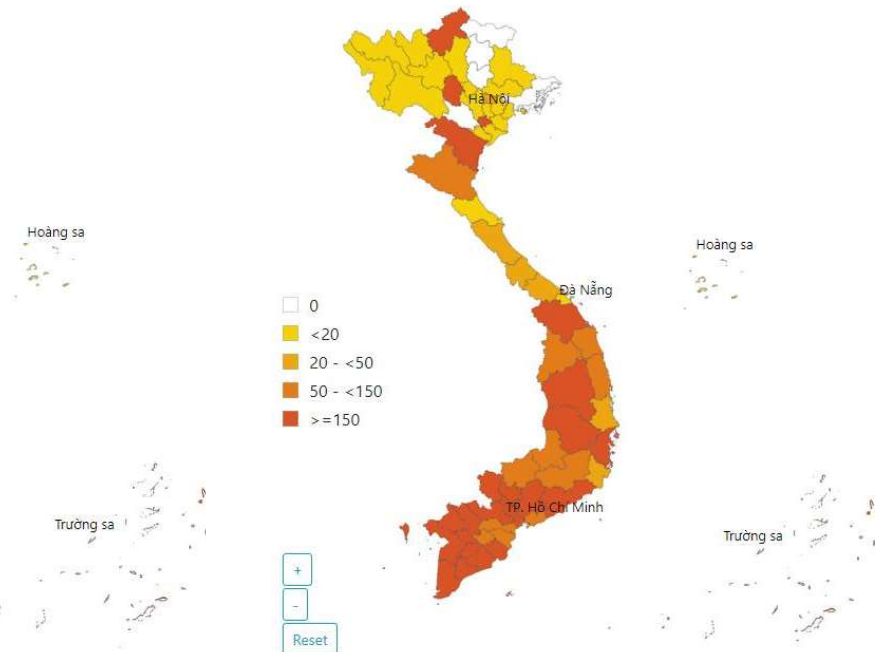 Hà Nội
Hoàng sa
Hoàng sa
Đà Nẵng
0
<20
20 - <50
50 - <150
>=150
TP. Hồ Chí Minh
Trường sa
Trường sa
+
-
Reset